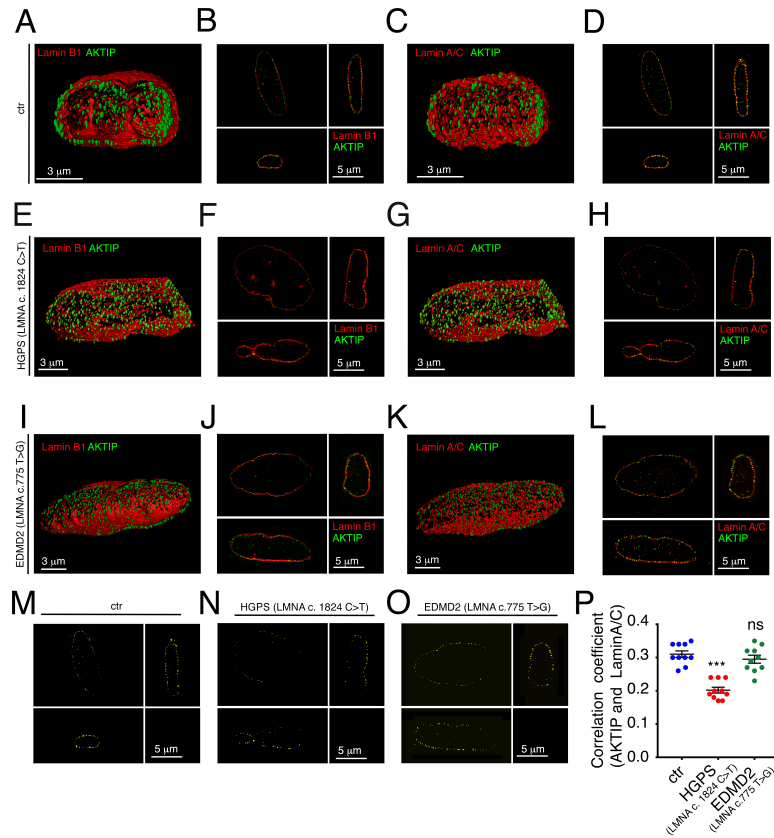 A
B
C
D
Lamin B1 AKTIP
Lamin A/C AKTIP
ctr
Lamin B1
AKTIP
Lamin A/C
AKTIP
3 μm
5 μm
3 μm
5 μm
E
F
G
H
HGPS (LMNA c. 1824 C>T)
Lamin B1 AKTIP
Lamin A/C AKTIP
Lamin B1
AKTIP
Lamin A/C
AKTIP
3 μm
5 μm
3 μm
5 μm
I
J
K
L
EDMD2 (LMNA c.775 T>G)
Lamin B1 AKTIP
Lamin A/C AKTIP
Lamin B1
AKTIP
Lamin A/C
AKTIP
3 μm
5 μm
3 μm
5 μm
M
ctr
N
HGPS (LMNA c. 1824 C>T)
O
EDMD2 (LMNA c.775 T>G)
5 μm
5 μm
5 μm
P
Correlation coefficient
(AKTIP and LaminA/C)
0.4
0.3
0.2
0.1
0.0
***
ns
ctr
HGPS
(LMNA c. 1824 C>T)
EDMD2
(LMNA c.775 T>G)